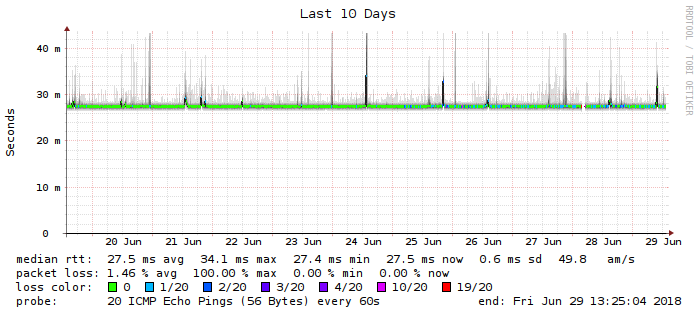 Last 10 Days
RRDTOOL / TOBI OETIKER
Seconds
40 m
30 m
20 m
10 m
0
20 Jun 21 Jun 22 Jun 23 Jun 24 Jun 25 Jun 26 Jun 27 Jun 28 Jun 29 Jun
median rtt: 27.5 ms avg 34.1 ms max 27.4 ms min 27.5 ms now 0.6 ms sd 49.8 am/s
packet loss: 1.46 % avg 100.00 % max 0.00 % min 0.00 % now
loss color: 0 1/20 2/20 3/20 4/20 10/20 19/20
probe: 20 ICMP Echo Pings (56 Bytes) every 60s end: Fri Jun 29 13:25:04 2018